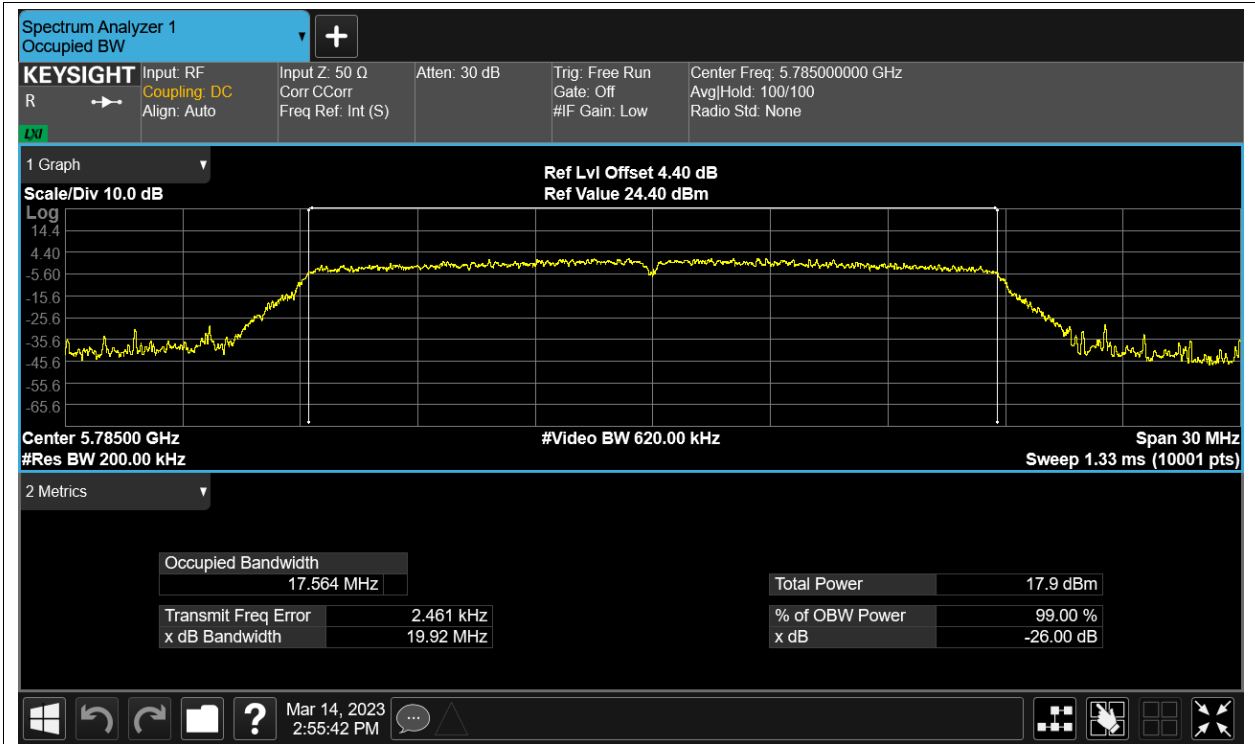 Spectrum Analyzer 1
Occupied BW
KEYSIGHT
R
LXI
Input: RF
Coupling: DC
Align: Auto
Input Z: 50 Ω
Corr CCorr
Freq Ref: Int (S)
Atten: 30 dB
Trig: Free Run
Gate: Off
#IF Gain: Low
Center Freq: 5.785000000 GHz
Avg|Hold: 100/100
Radio Std: None
1 Graph
Scale/Div 10.0 dB
Ref Lvl Offset 4.40 dB
Ref Value 24.40 dBm
Log
14.4
4.40
-5.60
-15.6
-25.6
-35.6
-45.6
-55.6
-65.6
Center 5.78500 GHz
#Res BW 200.00 kHz
#Video BW 620.00 kHz
Span 30 MHz
Sweep 1.33 ms (10001 pts)
2 Metrics
Occupied Bandwidth
17.564 MHz
Transmit Freq Error 2.461 kHz
x dB Bandwidth 19.92 MHz
Total Power 17.9 dBm
% of OBW Power 99.00 %
x dB -26.00 dB
?
Mar 14, 2023
2:55:42 PM